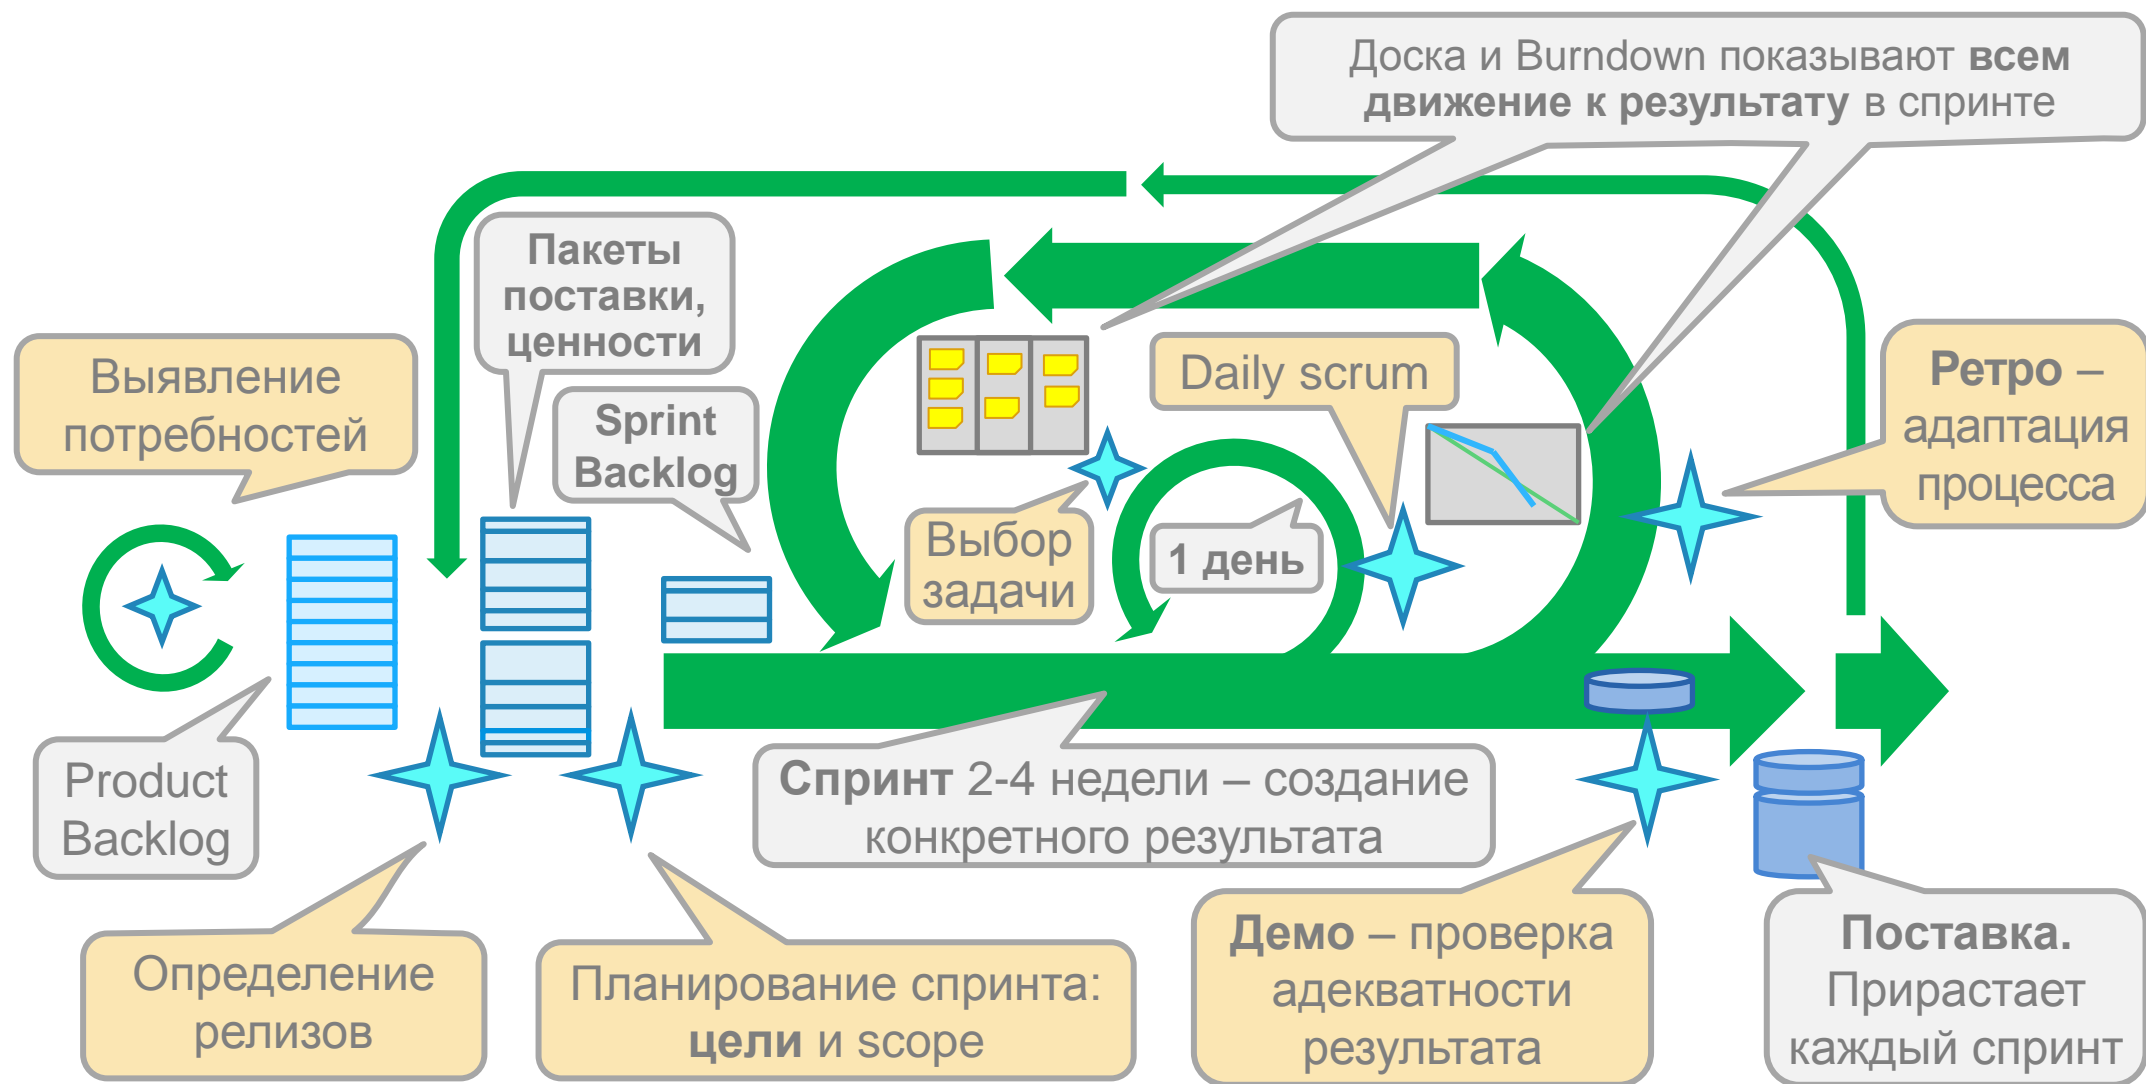 Доска и Burndown показывают всем
движение к результату в спринте
Пакеты
поставки,
ценности
Выявление
потребностей
Sprint
Backlog
Daily scrum
Ретро –
адаптация
процесса
Выбор
задачи
1 день
Product
Backlog
Спринт 2-4 недели – создание
конкретного результата
Определение
релизов
Планирование спринта:
цели и scope
Демо – проверка
адекватности
результата
Поставка.
Прирастает
каждый спринт